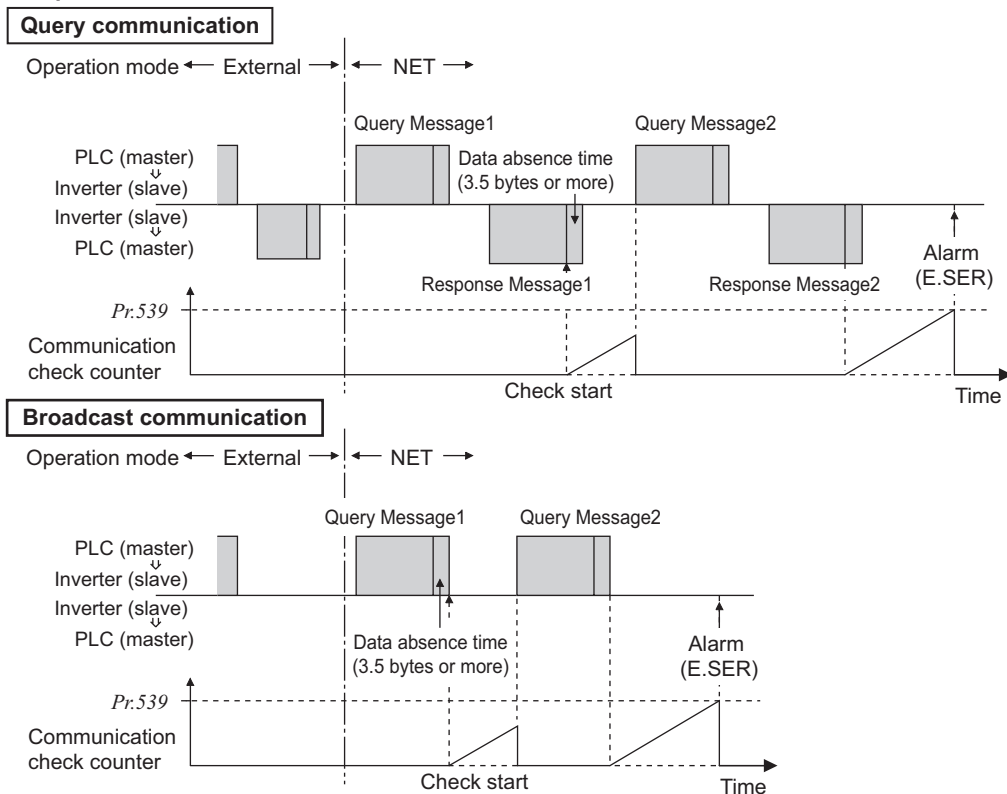 Query communication
Operation mode External NET
Query Message1 Query Message2
PLC (master)
Inverter (slave)
Inverter (slave)
PLC (master)
Data absence time
(3.5 bytes or more)
Response Message1 Response Message2
Alarm
(E.SER)
Pr.539
Communication
check counter
Check start
Time
Broadcast communication
Operation mode External NET
Query Message1 Query Message2
PLC (master)
Inverter (slave)
Inverter (slave)
PLC (master)
Data absence time
(3.5 bytes or more)
Alarm
(E.SER)
Pr.539
Communication
check counter
Check start
Time